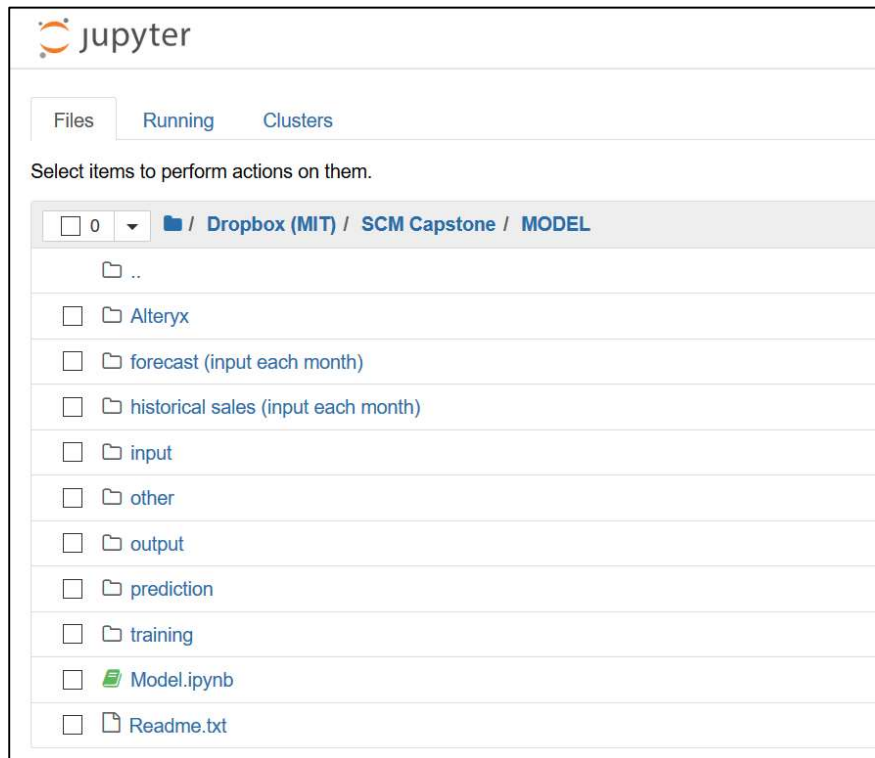 jupyter
Files Running Clusters
Select items to perform actions on them.
0 / Dropbox (MIT) / SCM Capstone / MODEL
..
Alteryx
forecast (input each month)
historical sales (input each month)
input
other
output
prediction
training
Model.ipynb
Readme.txt